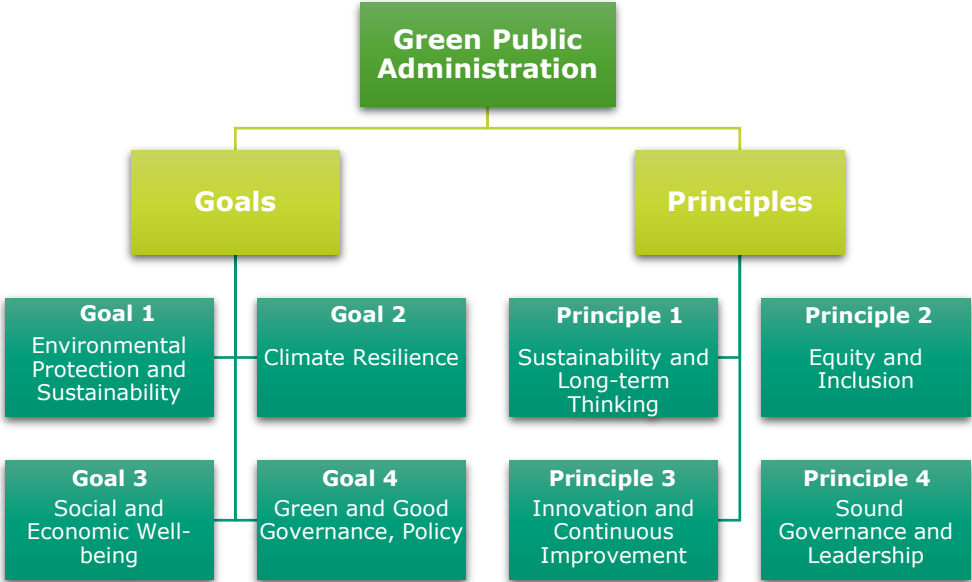 Green Public
Administration
Goals
Principles
Goal 1
Environmental
Protection and
Sustainability
Goal 2
Climate Resilience
Principle 1
Sustainability and
Long-term
Thinking
Principle 2
Equity and
Inclusion
Goal 3
Social and
Economic Well-
being
Goal 4
Green and Good
Governance, Policy
Principle 3
Innovation and
Continuous
Improvement
Principle 4
Sound
Governance and
Leadership